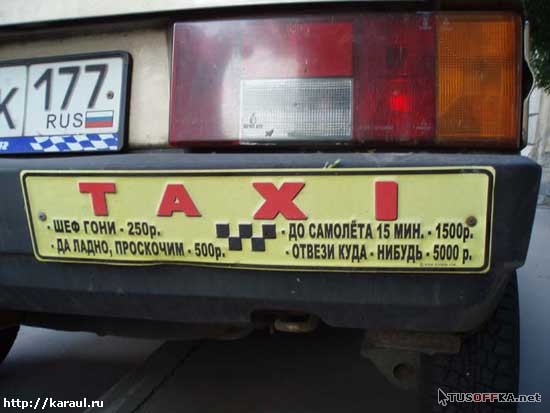 К 177
RUS
TAXI
- ШЕФ ГОНИ - 250р.
- ДА ЛАДНО, ПРОСКОЧИМ - 500р.
- ДО САМОЛЁТА 15 МИН. - 1500р.
- ОТВЕЗИ КУДА - НИБУДЬ - 5000 р.
http://karaul.ru
TUSOFFKA.net